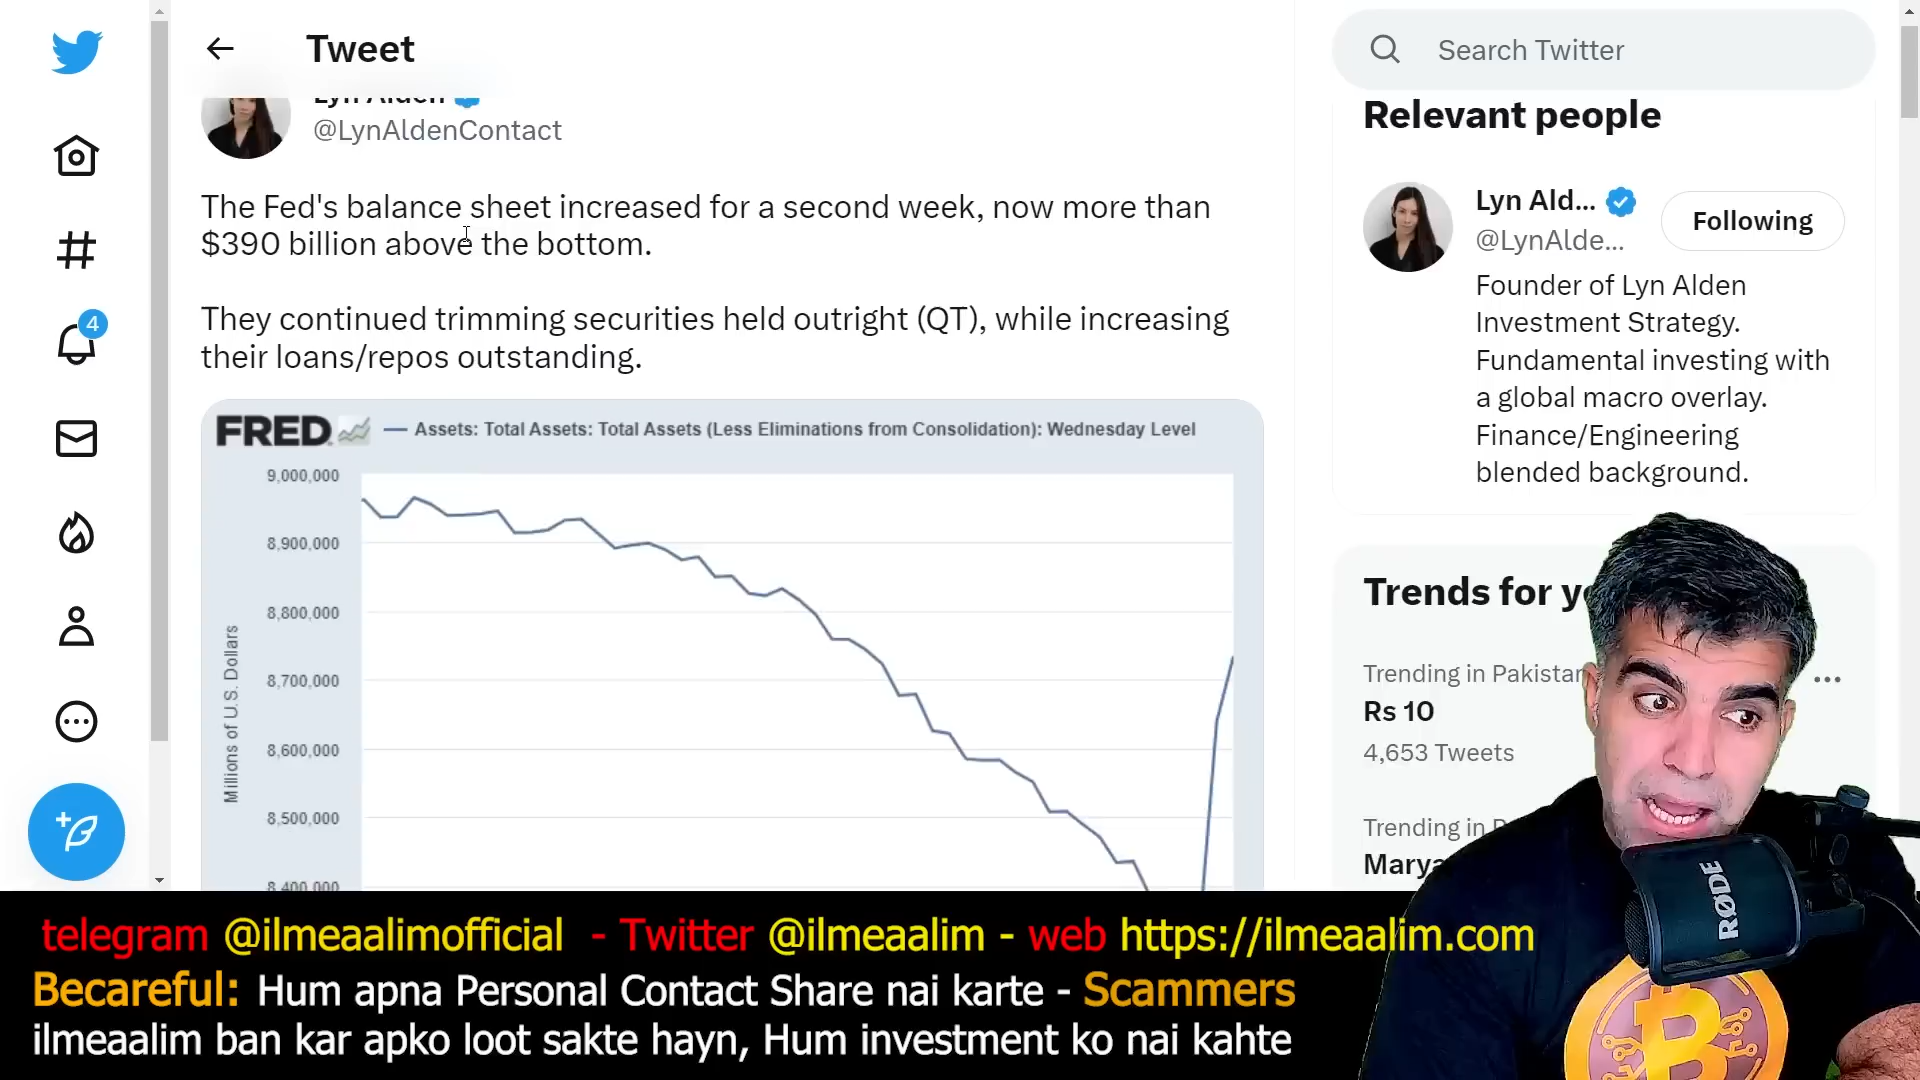 Tweet
Search Twitter
Lyn Alden
@LynAldenContact
The Fed's balance sheet increased for a second week, now more than
$390 billion above the bottom.
They continued trimming securities held outright (QT), while increasing
their loans/repos outstanding.
FRED
Assets: Total Assets: Total Assets (Less Eliminations from Consolidation): Wednesday Level
Millions of U.S. Dollars
9,000,000
8,900,000
8,800,000
8,700,000
8,600,000
8,500,000
8,400,000
4
Relevant people
Lyn Ald...
Following
@LynAlde...
Founder of Lyn Alden
Investment Strategy.
Fundamental investing with
a global macro overlay.
Finance/Engineering
blended background.
Trends for
Trending in Pakistan
Rs 10
4,653 Tweets
Trending in
RØDE
telegram @ilmeaalimofficial - Twitter @ilmeaalim - web https://ilmeaalim.com
Becareful: Hum apna Personal Contact Share nai karte - Scammers
ilmeaalim ban kar apko loot sakte hayn, Hum investment ko nai kahte